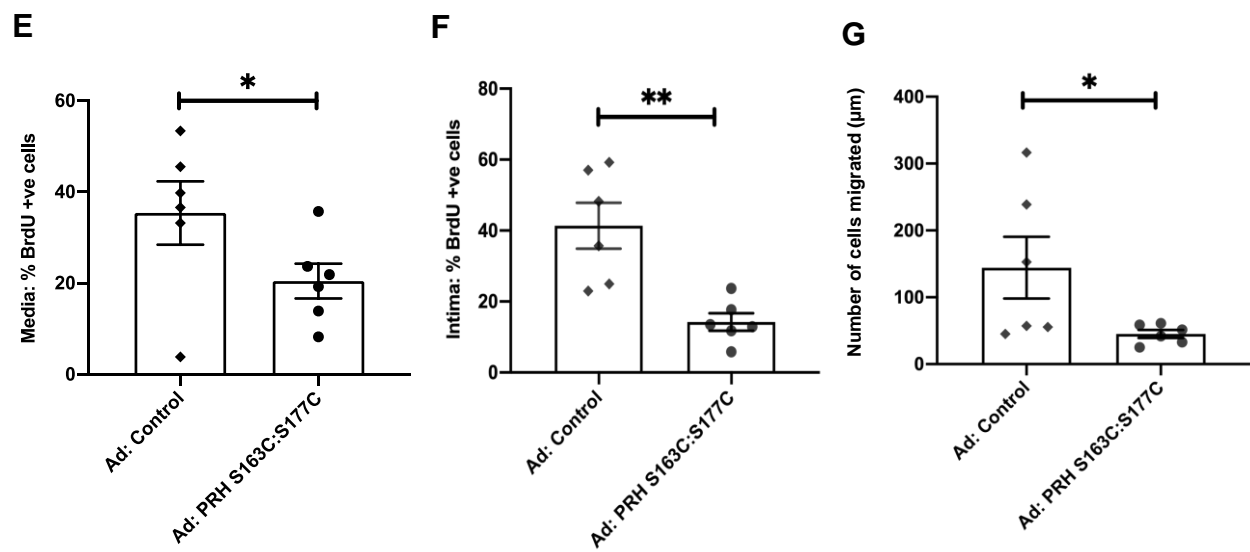 E
F
G
*
**
*
Media: % BrdU +ve cells
60
40
20
0
Ad: Control
Ad: PRH S163C:S177C
Intima: % BrdU +ve cells
80
60
40
20
0
Ad: Control
Ad: PRH S163C:S177C
Number of cells migrated (μm)
400
300
200
100
0
Ad: Control
Ad: PRH S163C:S177C